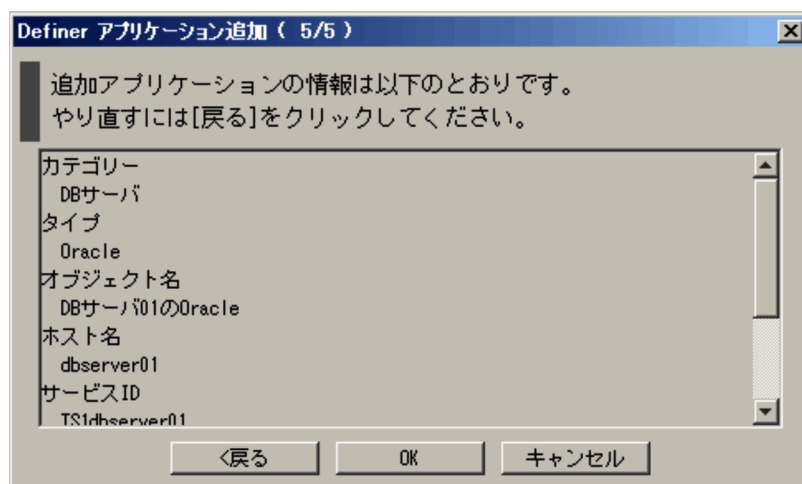 Definer アプリケーション追加 ( 5/5 )
追加アプリケーションの情報は以下のとおりです。
やり直すには[戻る]をクリックしてください。
カテゴリー
DBサーバ
タイプ
Oracle
オブジェクト名
DBサーバ01のOracle
ホスト名
dbserver01
サービスID
TS1dbserver01
<戻る
OK
キャンセル